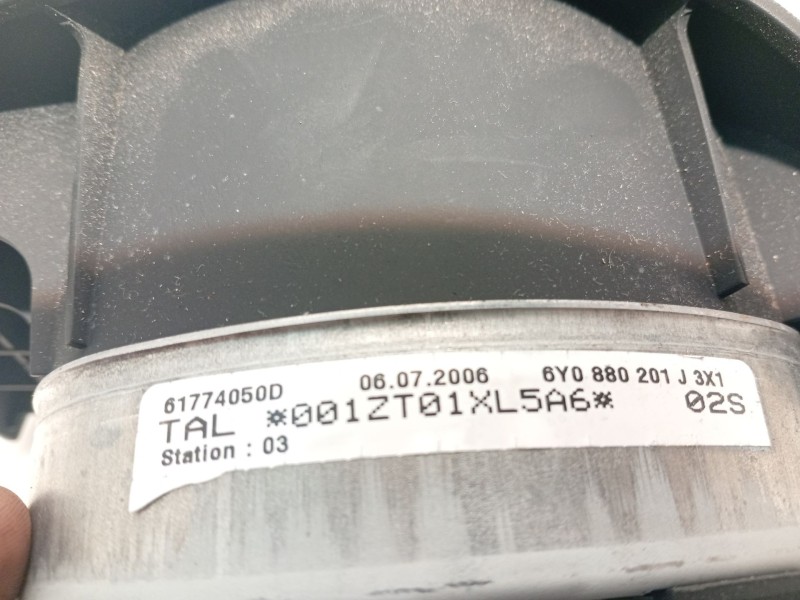 61774050D 06.07.2006 6Y0 880 201 J 3X1
TAL *001ZT01XL5A6* 02S
Station : 03